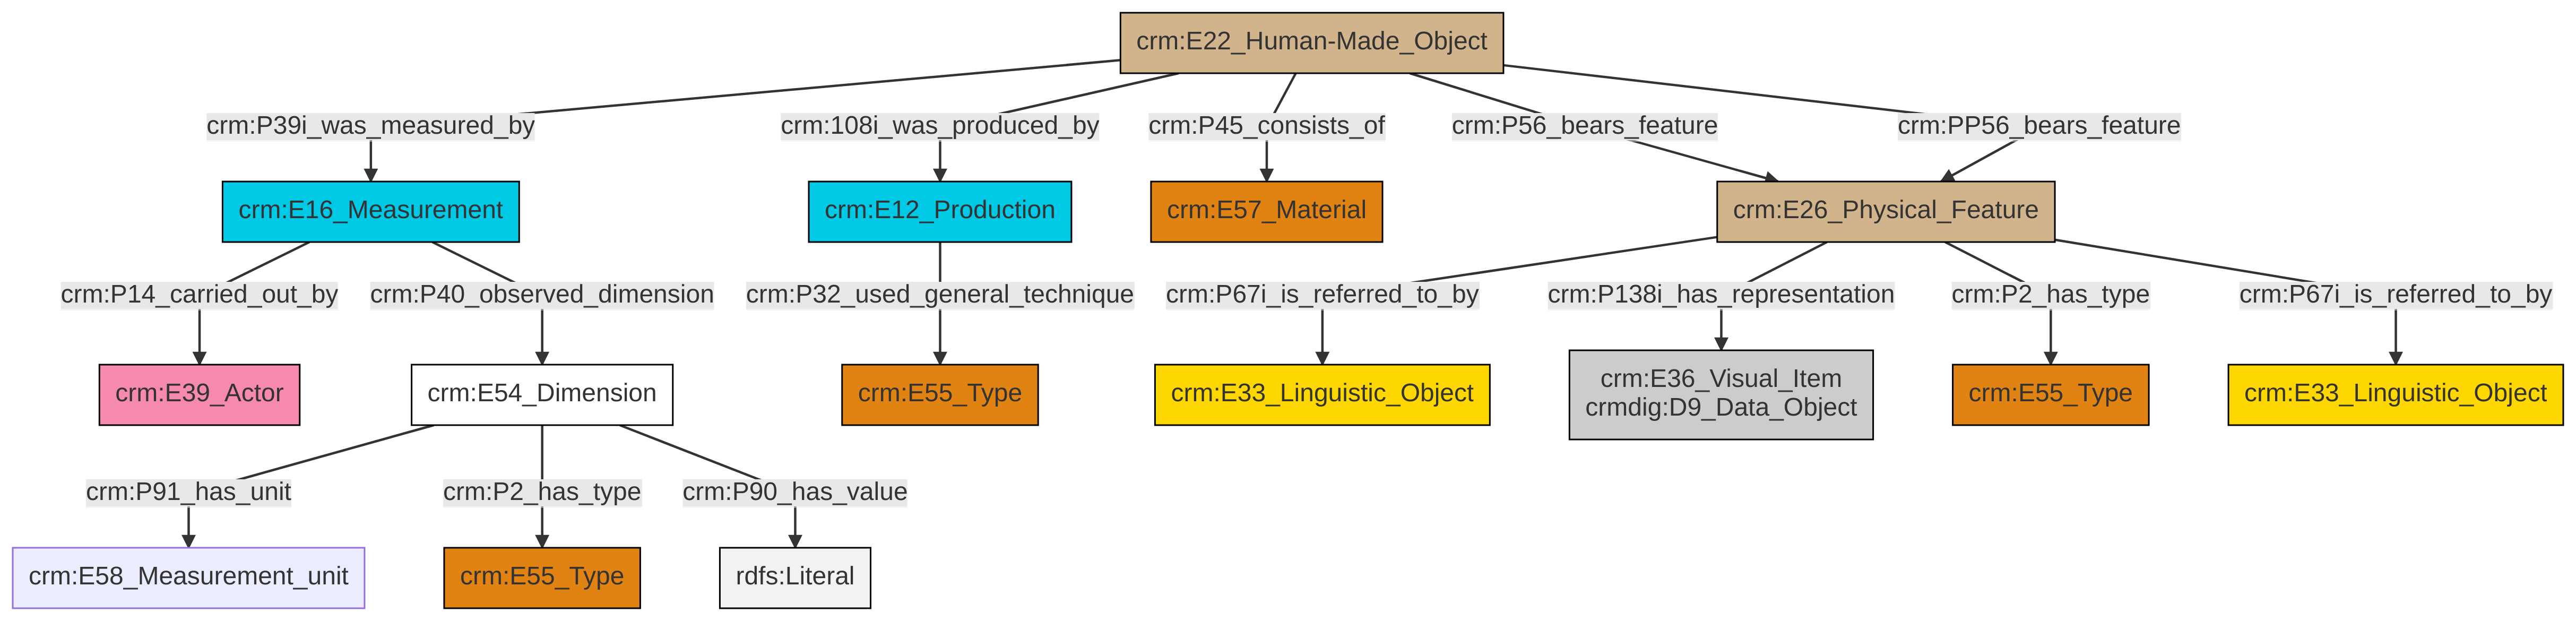 crm:E22_Human-Made_Object
crm:P39i_was_measured_by
crm:108i_was_produced_by
crm:P45_consists_of
crm:P56_bears_feature
crm:PP56_bears_feature
crm:E16_Measurement
crm:E12_Production
crm:E57_Material
crm:E26_Physical_Feature
crm:P14_carried_out_by
crm:P40_observed_dimension
crm:P32_used_general_technique
crm:P67i_is_referred_to_by
crm:P138i_has_representation
crm:P2_has_type
crm:P67i_is_referred_to_by
crm:E39_Actor
crm:E54_Dimension
crm:E55_Type
crm:E33_Linguistic_Object
crm:E36_Visual_Item
crmdig:D9_Data_Object
crm:E55_Type
crm:E33_Linguistic_Object
crm:P91_has_unit
crm:P2_has_type
crm:P90_has_value
crm:E58_Measurement_unit
crm:E55_Type
rdfs:Literal